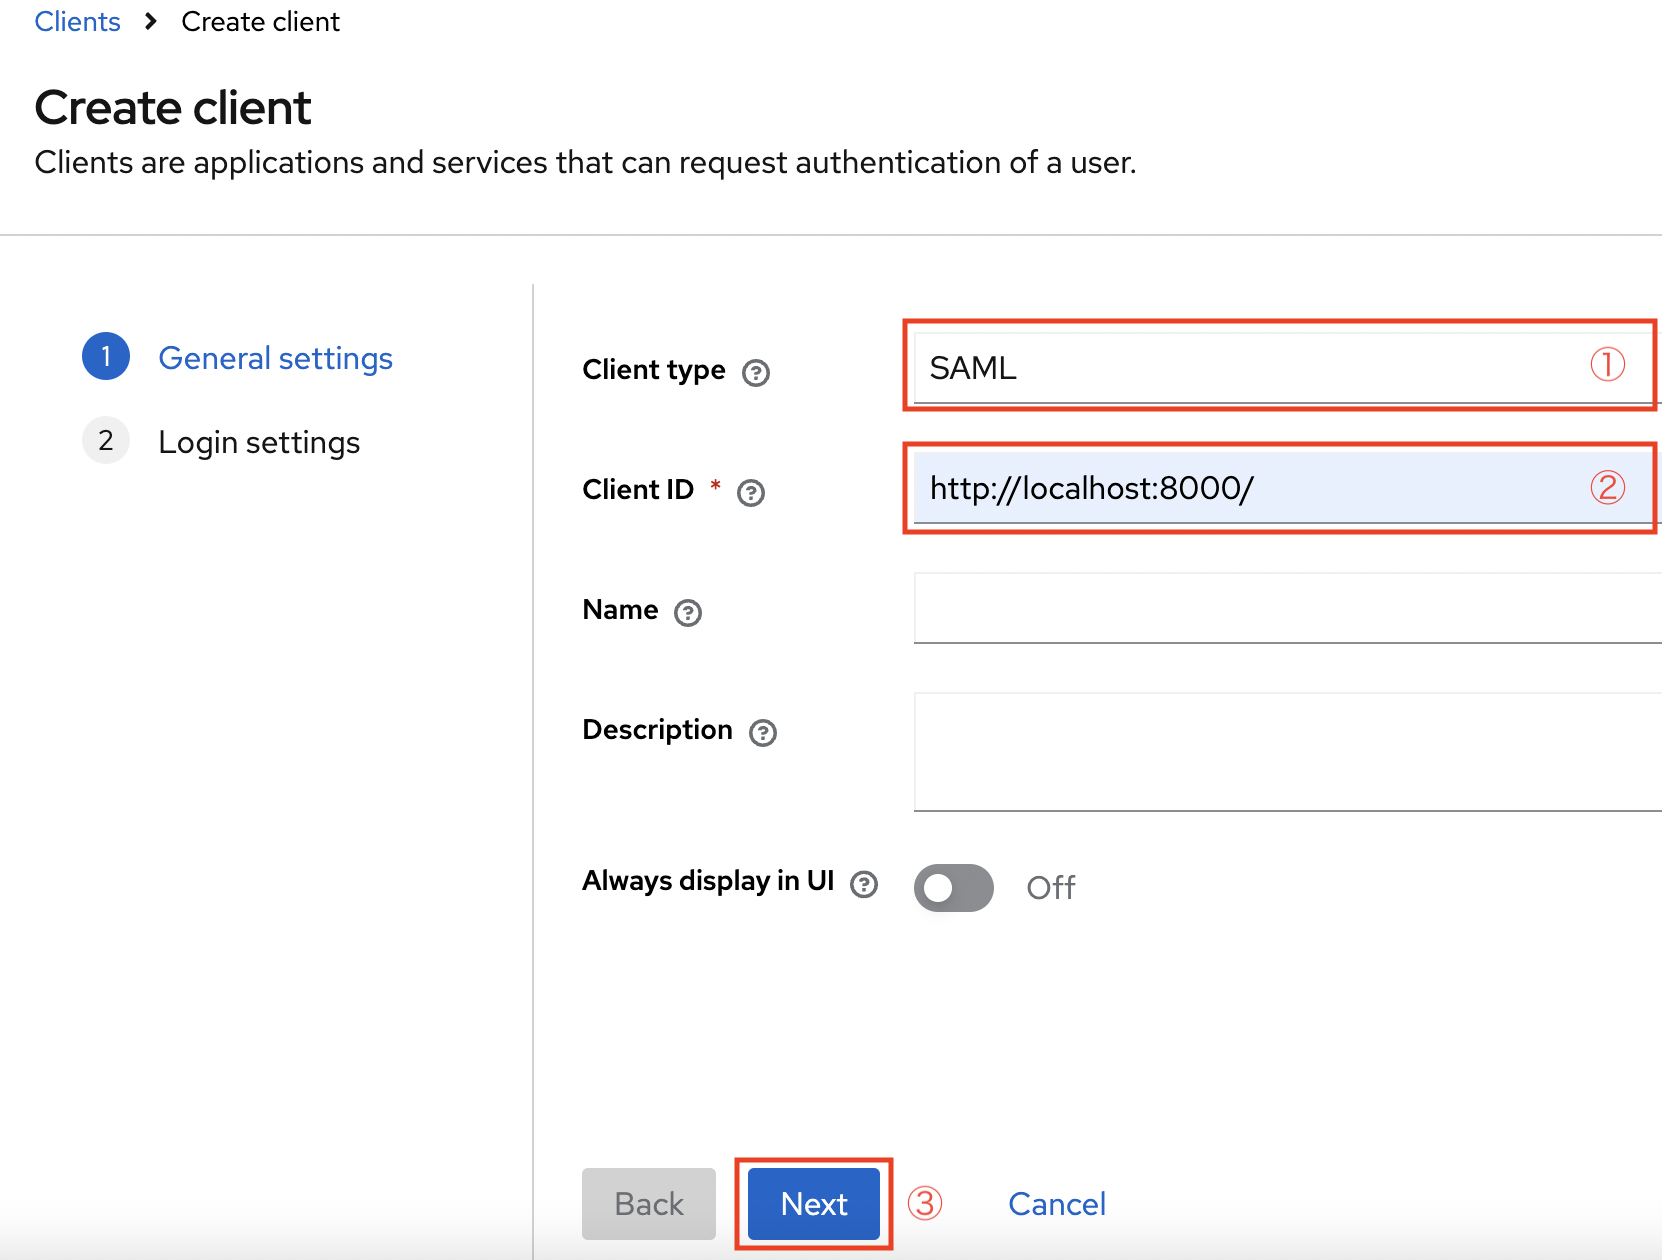 Clients > Create client
Create client
Clients are applications and services that can request authentication of a user.
1 General settings
2 Login settings
Client type ? SAML ①
Client ID * ? http://localhost:8000/ ②
Name ?
Description ?
Always display in UI ? Off
Back Next ③ Cancel